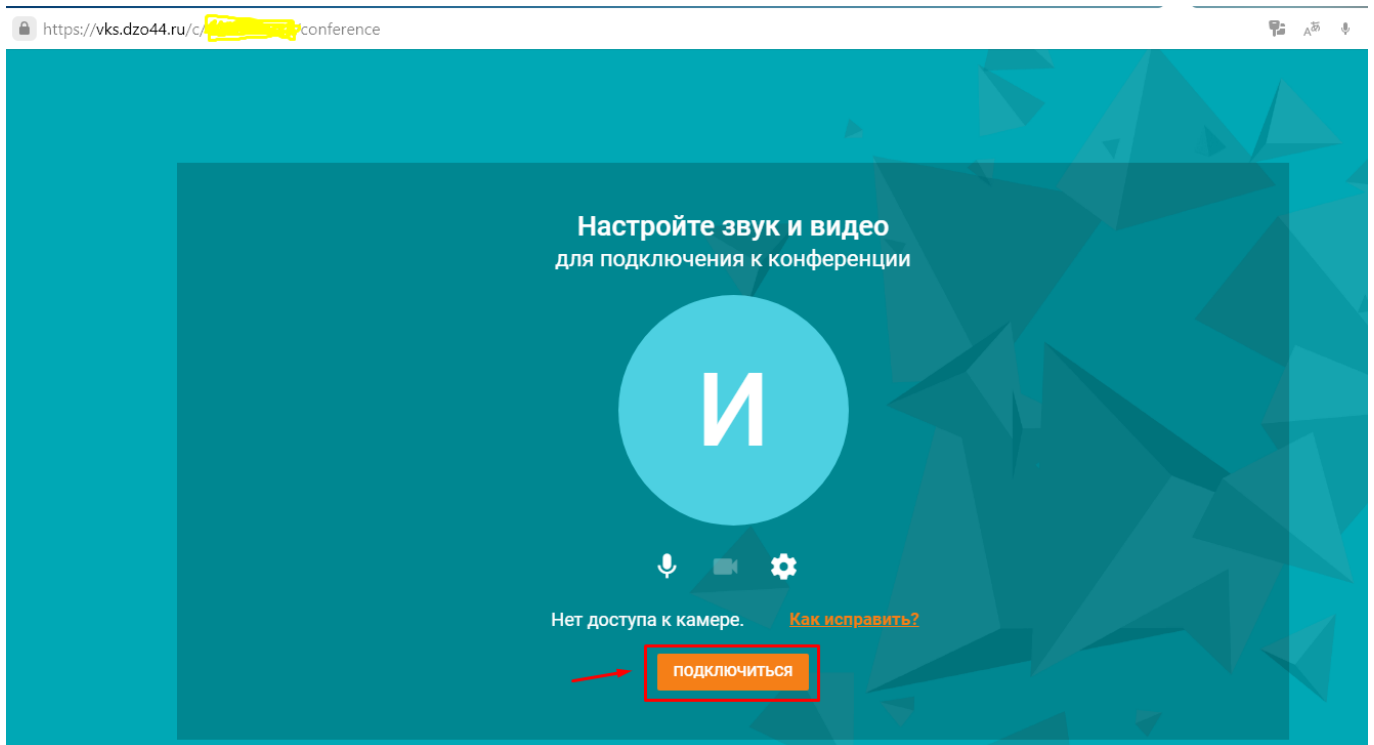 https://vks.dzo44.ru/c/ /conference
Настройте звук и видео
для подключения к конференции
И
Нет доступа к камере. Как исправить?
ПОДКЛЮЧИТЬСЯ